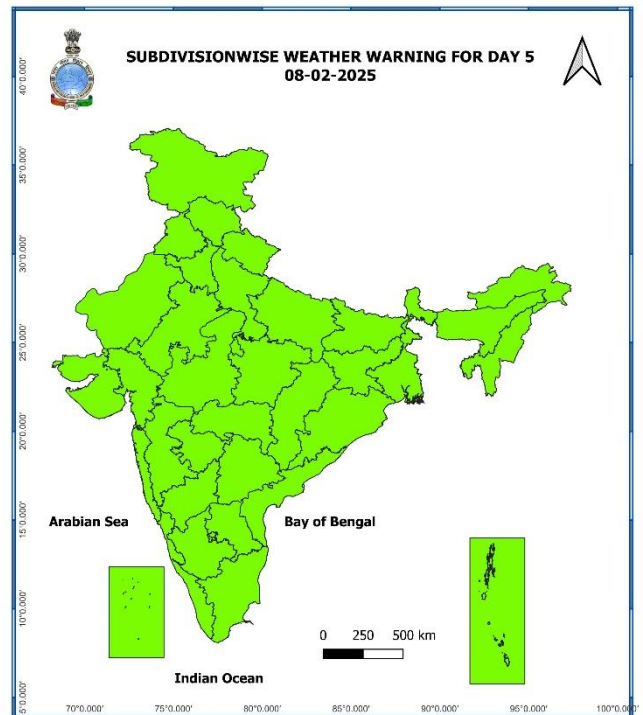 SUBDIVISIONWISE WEATHER WARNING FOR DAY 5
08-02-2025
40°0.000'
35°0.000'
30°0.000'
25°0.000'
20°0.000'
15°0.000'
10°0.000'
5°0.000'
Arabian Sea
Bay of Bengal
0 250 500 km
Indian Ocean
70°0.000' 75°0.000' 80°0.000' 85°0.000' 90°0.000' 95°0.000' 100°0.000'